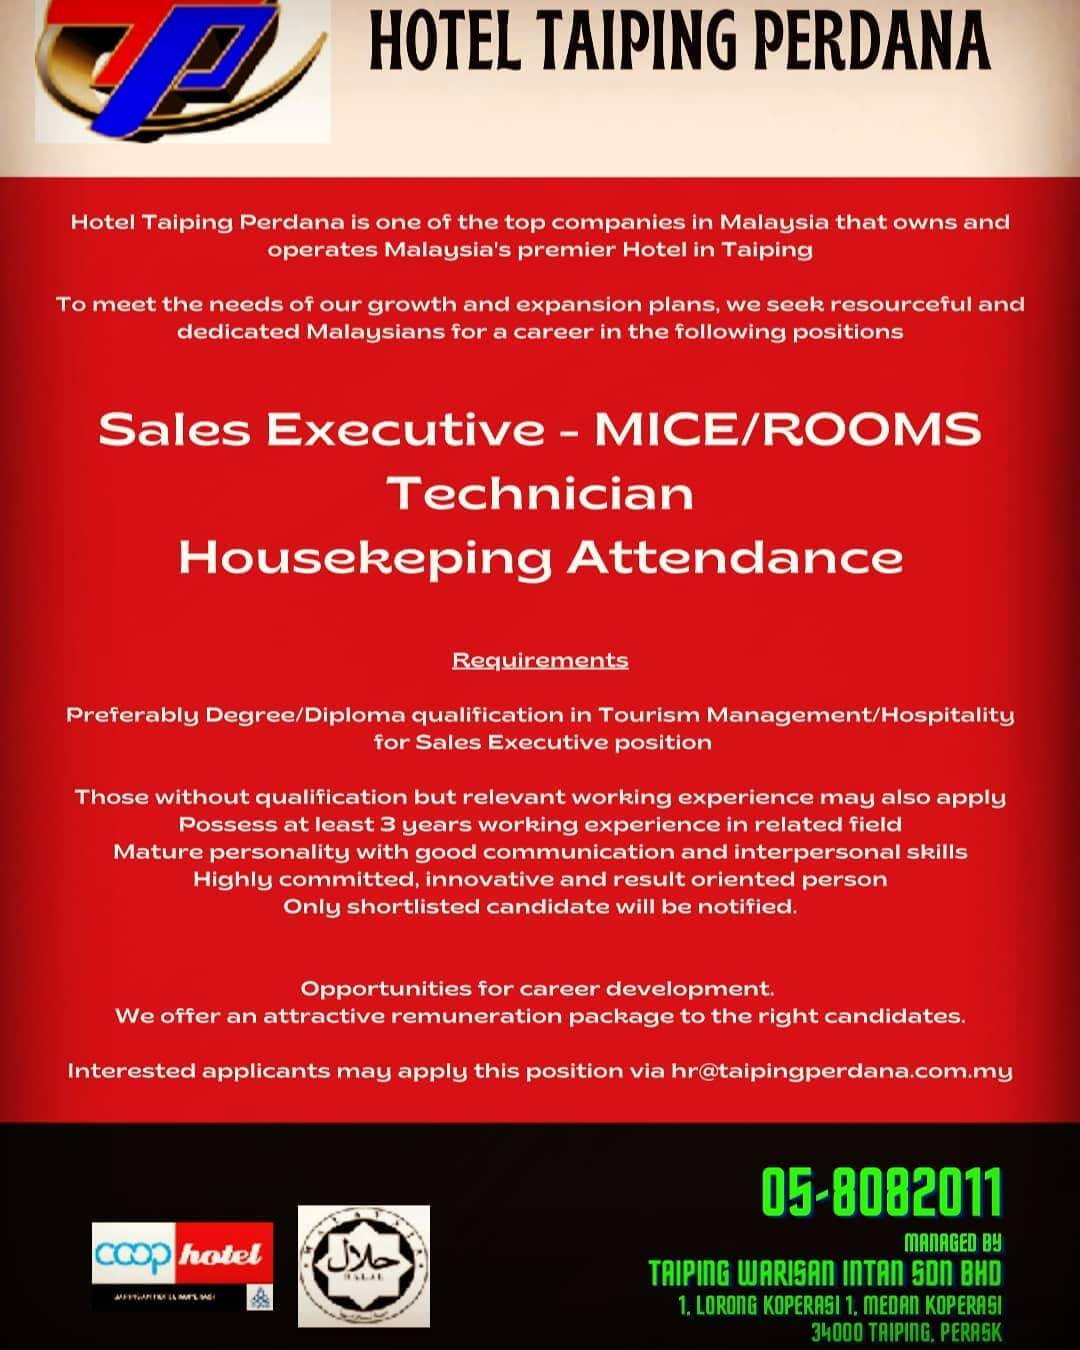 TP
HOTEL TAIPING PERDANA
Hotel Taiping Perdana is one of the top companies in Malaysia that owns and
operates Malaysia's premier Hotel in Taiping
To meet the needs of our growth and expansion plans, we seek resourceful and
dedicated Malaysians for a career in the following positions
Sales Executive - MICE/ROOMS
Technician
Housekeping Attendance
Requirements
Preferably Degree/Diploma qualification in Tourism Management/Hospitality
for Sales Executive position
Those without qualification but relevant working experience may also apply
Possess at least 3 years working experience in related field
Mature personality with good communication and interpersonal skills
Highly committed, innovative and result oriented person
Only shortlisted candidate will be notified.
Opportunities for career development.
We offer an attractive remuneration package to the right candidates.
Interested applicants may apply this position via hr@taipingperdana.com.my
05-8082011
MANAGED BY
TAIPING WARISAN INTAN SDN BHD
1, LORONG KOPERASI 1, MEDAN KOPERASI
34000 TAIPING, PERASK
coop hotel
JARINGAN HOTEL KOPERASI
MALAYSIA
حلال
HALAL